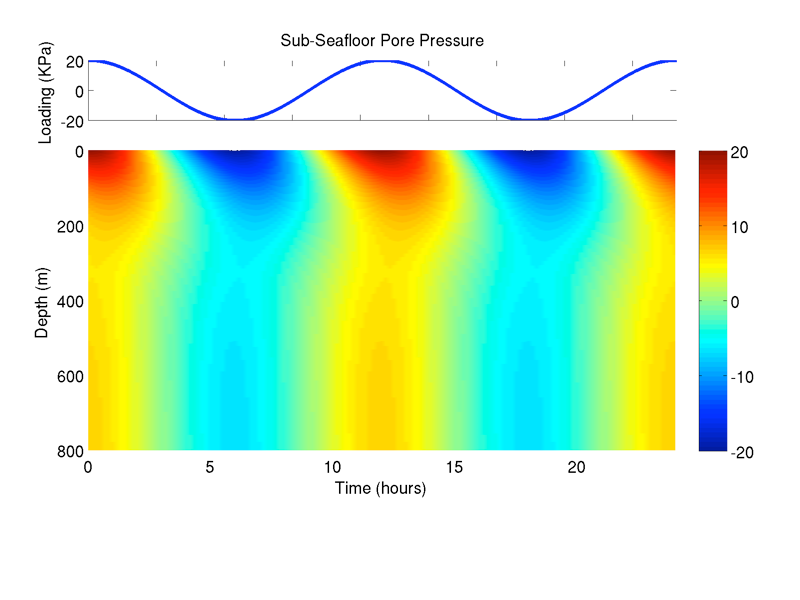 Sub-Seafloor Pore Pressure
Loading (KPa)
20
0
-20
Depth (m)
0
200
400
600
800
0 5 10 15 20
Time (hours)
20
10
0
-10
-20